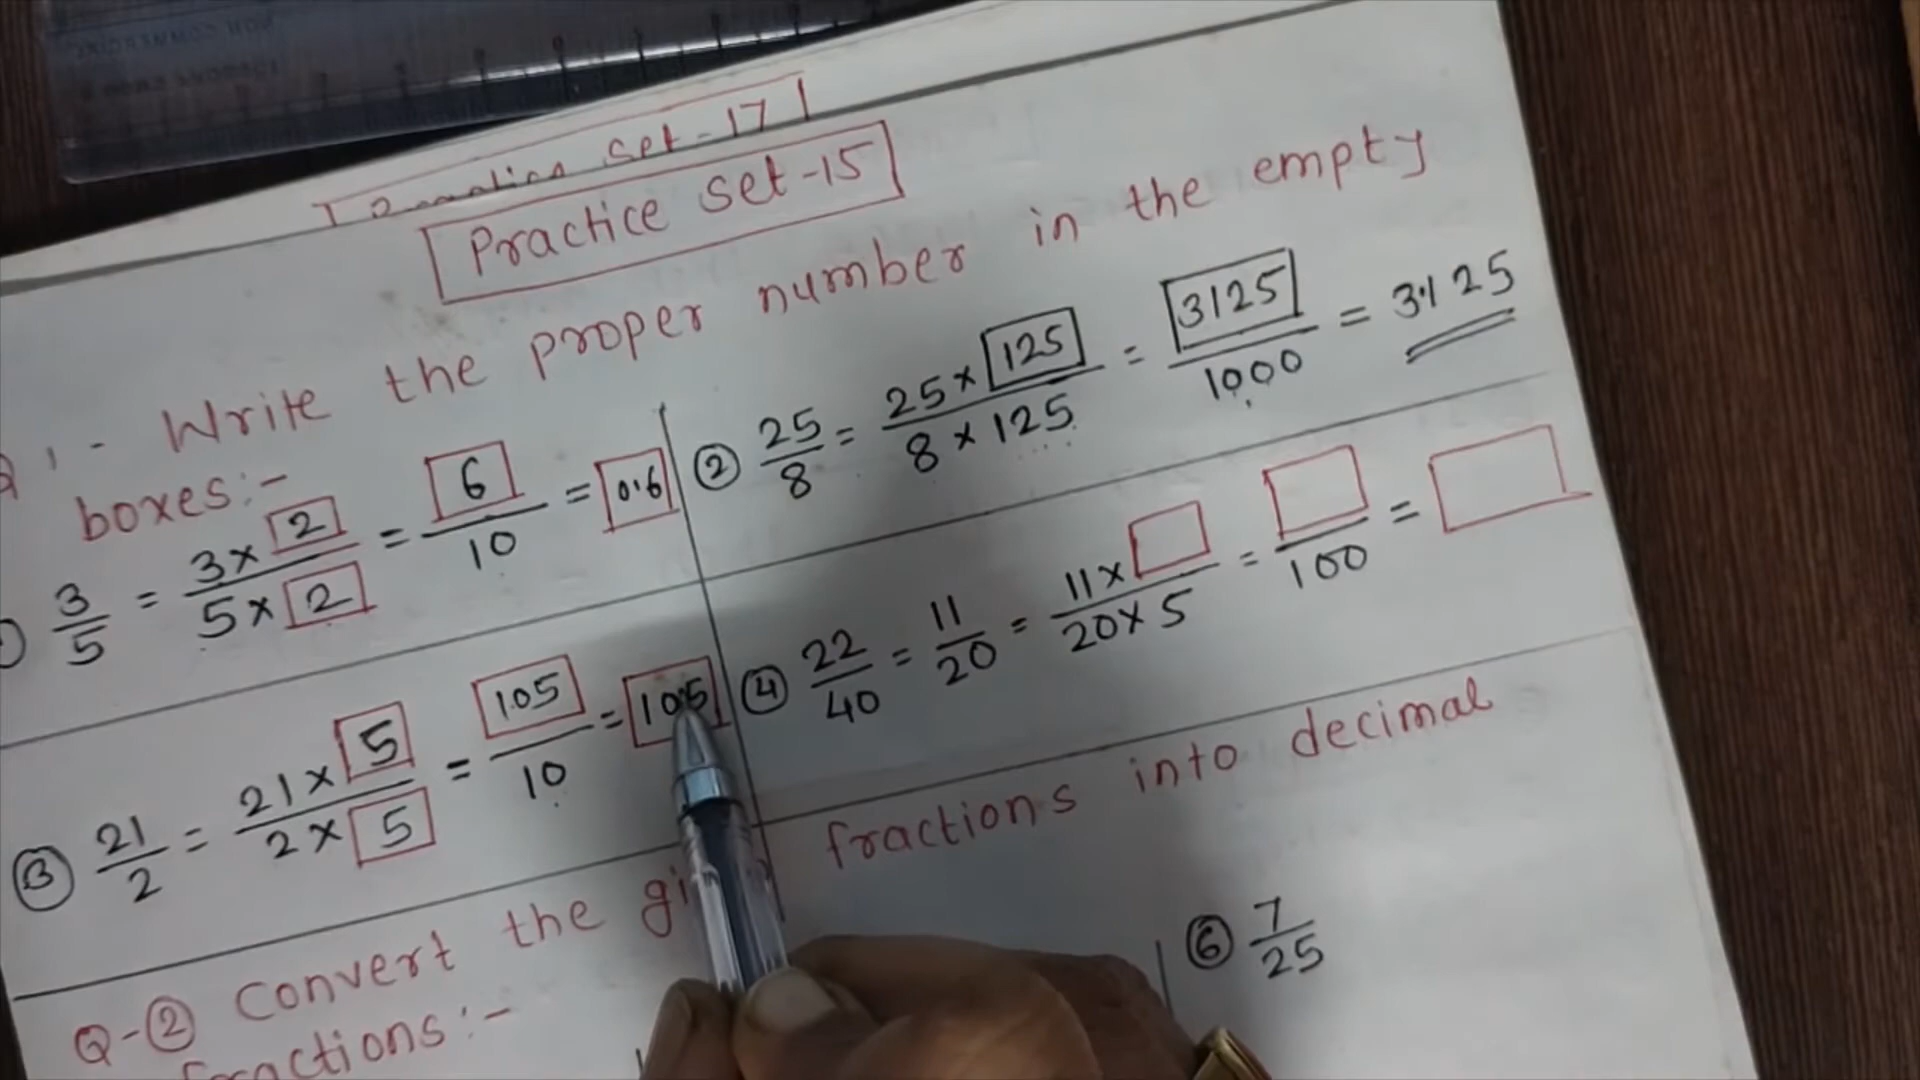 Set-17
Practice Set-15
1- Write the proper number in the empty
boxes:-
3/5 = 3×2/5×2 = 6/10 = 0.6
② 25/8 = 25×125/8×125 = 3125/1000 = 3.125
③ 21/2 = 21×5/2×5 = 105/10 = 10.5
④ 22/40 = 11/20 = 11×□/20×5 = □/100 = □
Q-② Convert the fractions into decimal
fractions:-
⑥ 7/25